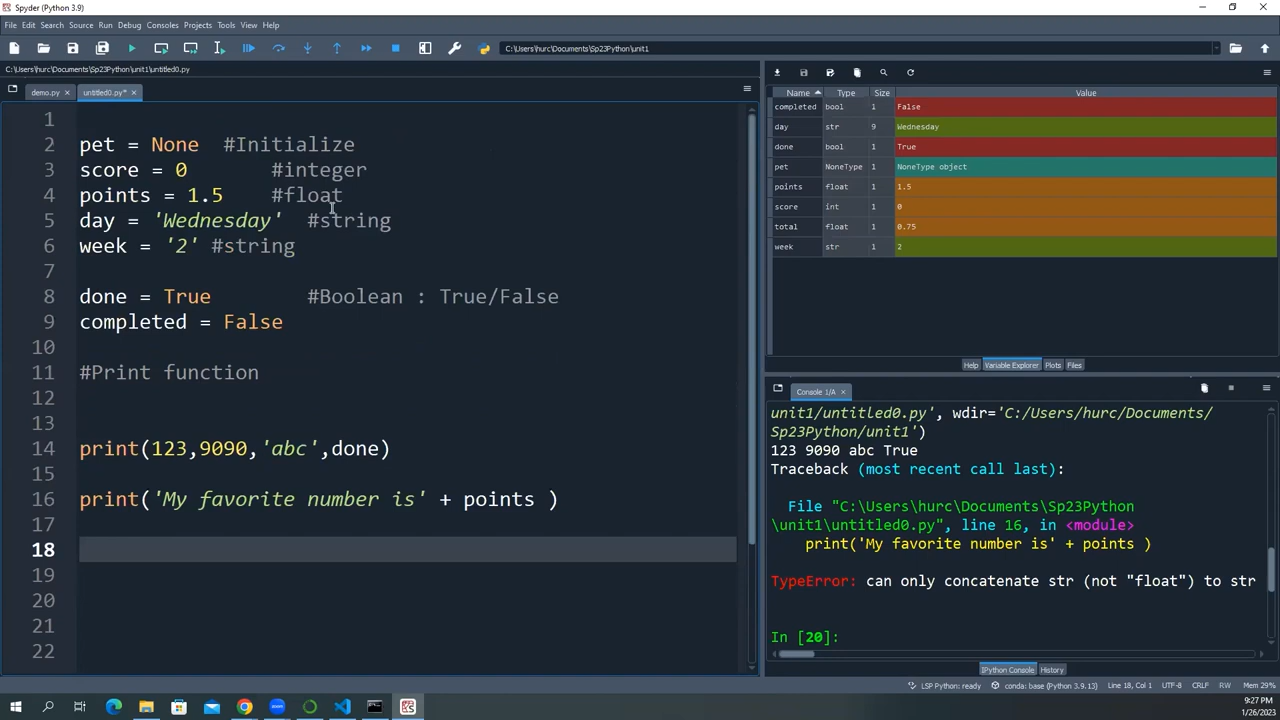 Spyder (Python 3.9)
File Edit Search Source Run Debug Consoles Projects Tools View Help
C:\Users\hurc\Documents\Sp23Python\unit1
C:\Users\hurc\Documents\Sp23Python\unit1\untitled0.py
demo.py untitled0.py*
1
2 pet = None #Initialize
3 score = 0 #integer
4 points = 1.5 #float
5 day = 'Wednesday' #string
6 week = '2' #string
7
8 done = True #Boolean : True/False
9 completed = False
10
11 #Print function
12
13
14 print(123,9090,'abc',done)
15
16 print('My favorite number is' + points )
17
18
19
20
21
22
Name Type Size Value
completed bool 1 False
day str 9 Wednesday
done bool 1 True
pet NoneType 1 NoneType object
points float 1 1.5
score int 1 0
total float 1 0.75
week str 1 2
Help Variable Explorer Plots Files
Console 1/A
unit1/untitled0.py', wdir='C:/Users/hurc/Documents/
Sp23Python/unit1')
123 9090 abc True
Traceback (most recent call last):
File "C:\Users\hurc\Documents\Sp23Python
\unit1\untitled0.py", line 16, in <module>
print('My favorite number is' + points )
TypeError: can only concatenate str (not "float") to str
In [20]:
IPython Console History
LSP Python: ready conda: base (Python 3.9.13) Line 18, Col 1 UTF-8 CRLF RW Mem 29%
9:27 PM
1/26/2023